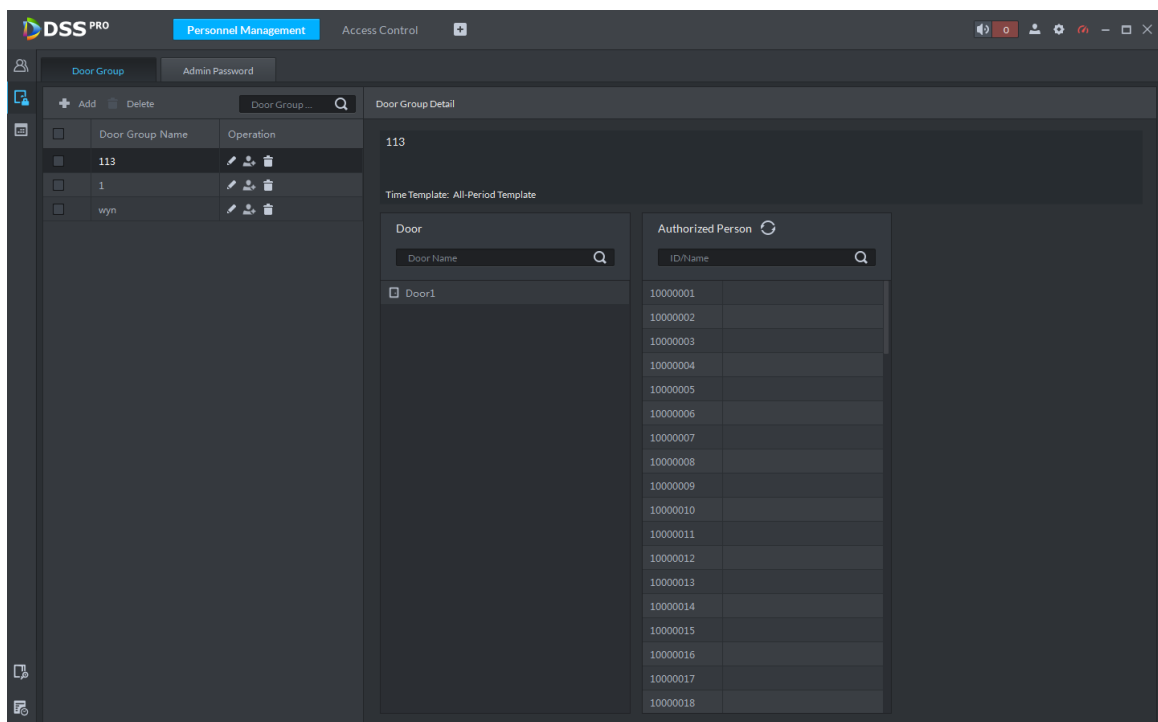 DSS PRO
Personnel Management
Access Control
0
Door Group
Admin Password
Add
Delete
Door Group ...
Door Group Detail
Door Group Name
Operation
113
1
wyn
113
Time Template: All-Period Template
Door
Door Name
Door1
Authorized Person
ID/Name
10000001
10000002
10000003
10000004
10000005
10000006
10000007
10000008
10000009
10000010
10000011
10000012
10000013
10000014
10000015
10000016
10000017
10000018